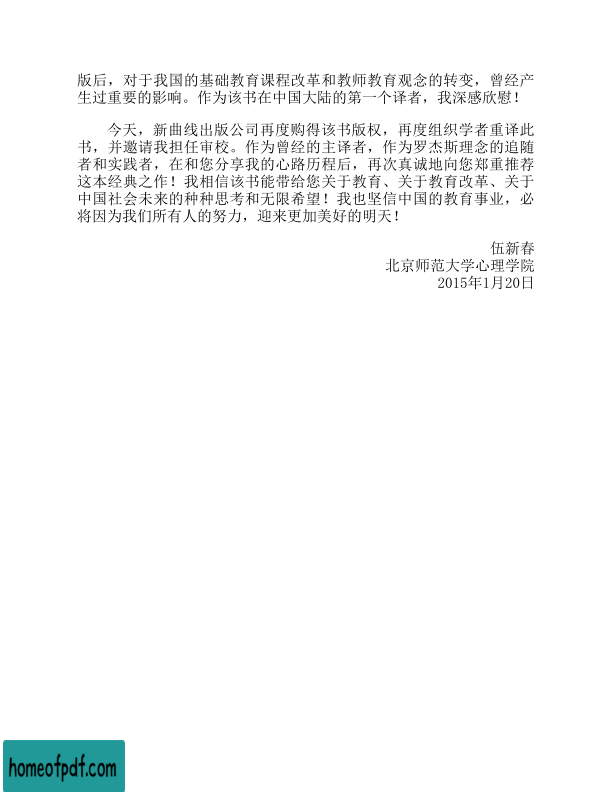 版后，对于我国的基础教育课程改革和教师教育观念的转变，曾经产
生过重要的影响。作为该书在中国大陆的第一个译者，我深感欣慰！
今天，新曲线出版公司再度购得该书版权，再度组织学者重译此
书，并邀请我担任审校。作为曾经的主译者，作为罗杰斯理念的追随
者和实践者，在和您分享我的心路历程后，再次真诚地向您郑重推荐
这本经典之作！我相信该书能带给您关于教育、关于教育改革、关于
中国社会未来的种种思考和无限希望！我也坚信中国的教育事业，必
将因为我们所有人的努力，迎来更加美好的明天！
伍新春
北京师范大学心理学院
2015年1月20日
homeofpdf.com